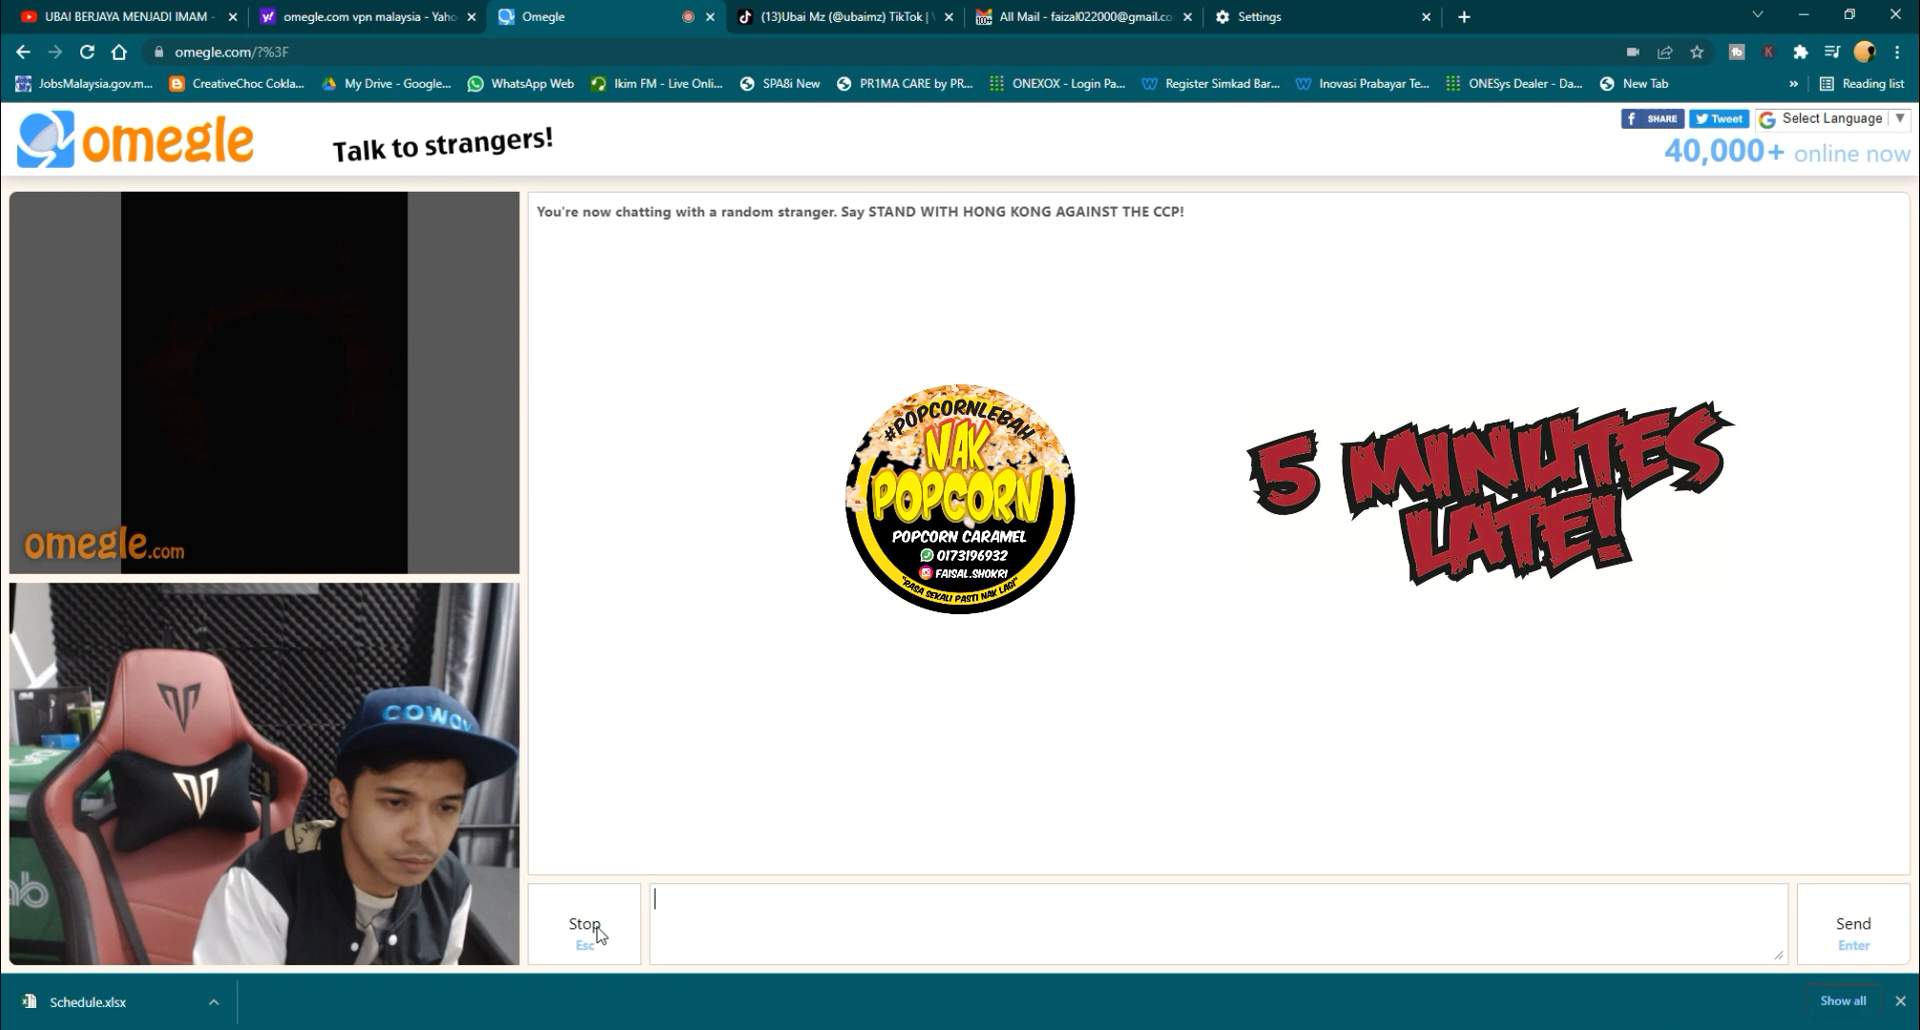 UBAI BERJAYA MENJADI IMAM -
omegle.com vpn malaysia - Yaho
Omegle
(13)Ubai Mz (@ubaimz) TikTok |
All Mail - faizal022000@gmail.co
Settings
omegle.com/?%3F
JobsMalaysia.gov.m...
CreativeChoc Cokla...
My Drive - Google...
WhatsApp Web
Ikim FM - Live Onli...
SPA8i New
PR1MA CARE by PR...
ONEXOX - Login Pa...
Register Simkad Bar...
Inovasi Prabayar Te...
ONESys Dealer - Da...
New Tab
»
Reading list
omegle
Talk to strangers!
SHARE
Tweet
Select Language
40,000+ online now
You're now chatting with a random stranger. Say STAND WITH HONG KONG AGAINST THE CCP!
omegle.com
#POPCORNLEBAH
NAK
POPCORN
POPCORN CARAMEL
0173196932
FAISAL.SHOKRI
"RASA SEKALI PASTI NAK LAGI"
5 MINUTES
LATE!
COWOY
Stop
Esc
Send
Enter
Schedule.xlsx
Show all